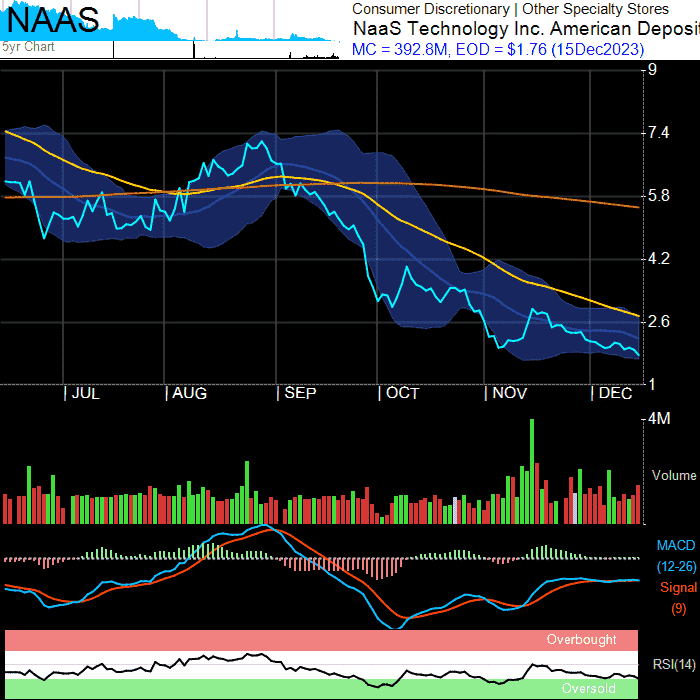 NAAS
5yr Chart
Consumer Discretionary | Other Specialty Stores
NaaS Technology Inc. American Deposi
MC = 392.8M, EOD = $1.76 (15Dec2023)
9
7.4
5.8
4.2
2.6
1
| JUL | AUG | SEP | OCT | NOV | DEC
4M
Volume
MACD
(12-26)
Signal
(9)
Overbought
RSI(14)
Oversold